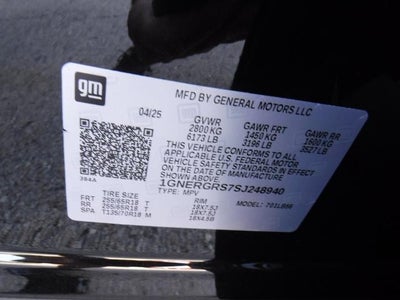 gm
MFD BY GENERAL MOTORS LLC
04/25
GVWR GAWR FRT GAWR RR
2800 KG 1450 KG 1600 KG
6173 LB 3196 LB 3527 LB
THIS VEHICLE CONFORMS TO ALL
APPLICABLE U.S. FEDERAL MOTOR
VEHICLE SAFETY STANDARDS IN EFFECT ON THE
DATE OF MANUFACTURE SHOWN ABOVE.
1GNERGRS7SJ248940
TYPE: MPV MODEL:
TIRE SIZE RIM
FRT 255/65R18 T 18X7.5J
RR 255/65R18 T 18X7.5J
SPA T135/70R18 M 18X4.5B